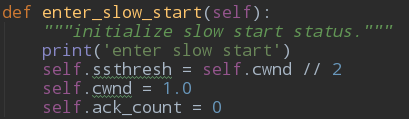 def enter_slow_start(self):
    """initialize slow start status."""
    print('enter slow start')
    self.ssthresh = self.cwnd // 2
    self.cwnd = 1.0
    self.ack_count = 0